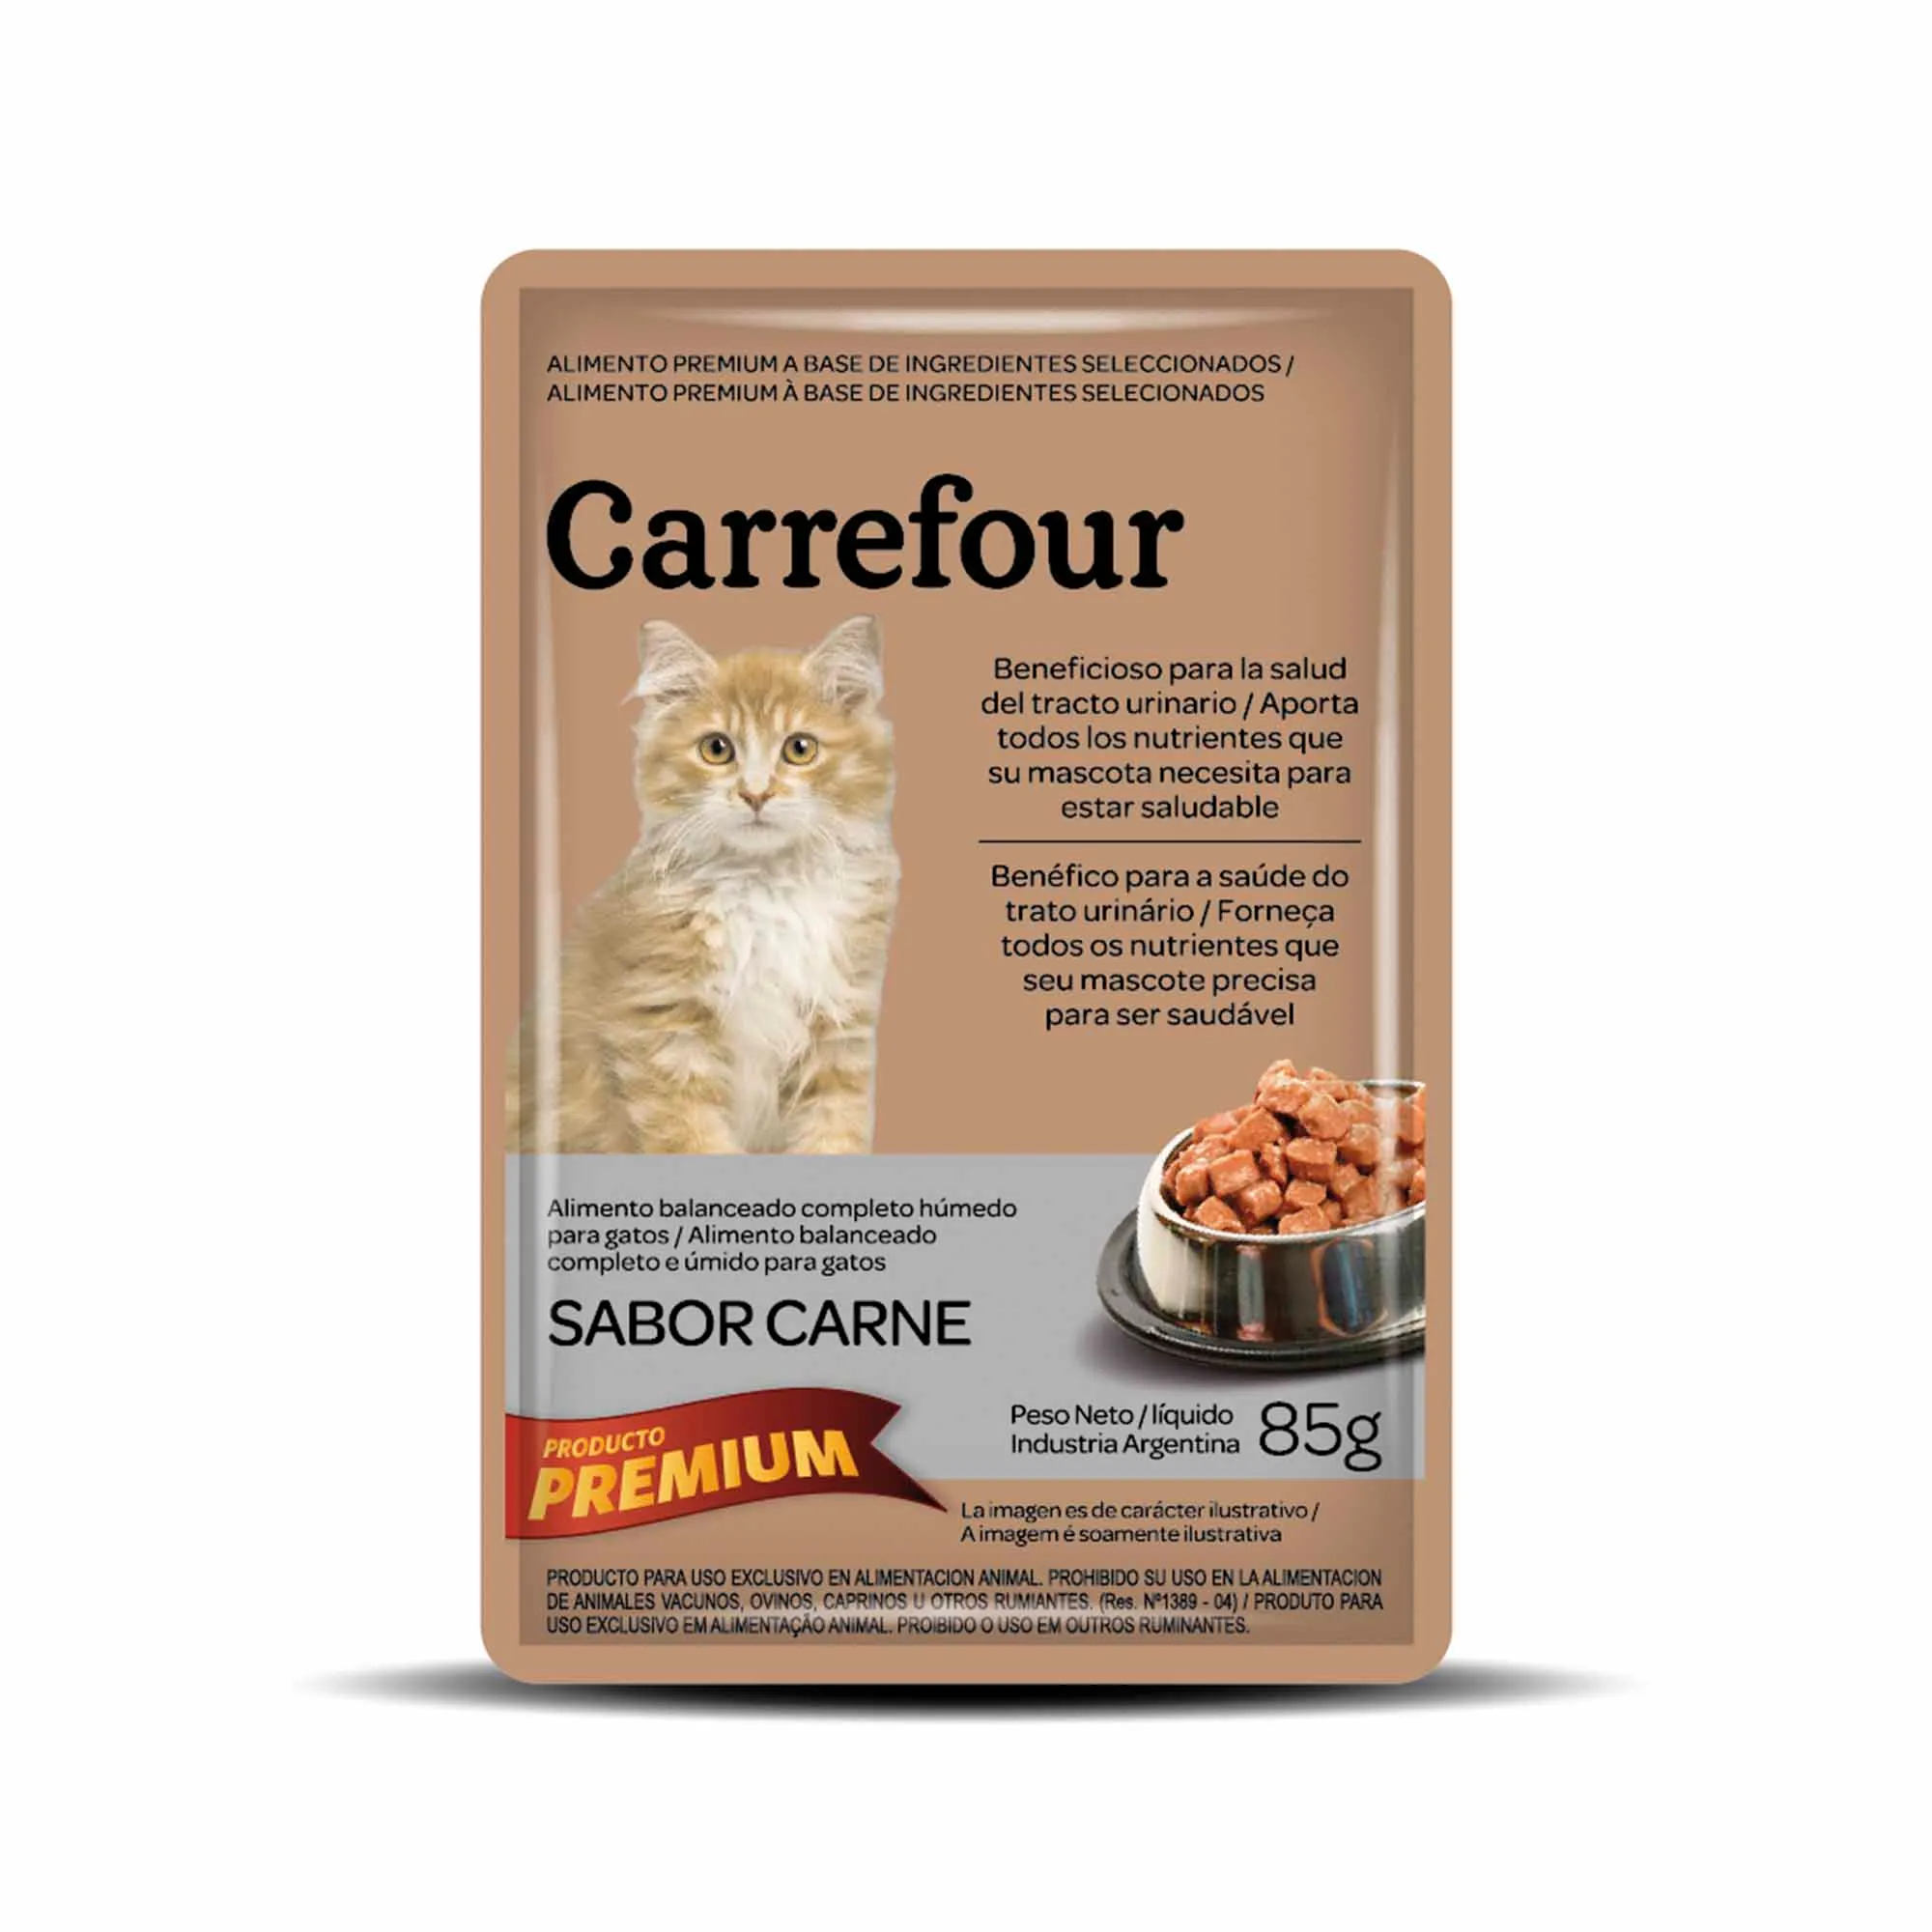 ALIMENTO PREMIUM A BASE DE INGREDIENTES SELECCIONADOS /
ALIMENTO PREMIUM À BASE DE INGREDIENTES SELECIONADOS
Carrefour
Beneficioso para la salud
del tracto urinario / Aporta
todos los nutrientes que
su mascota necesita para
estar saludable
Benéfico para a saúde do
trato urinário / Forneça
todos os nutrientes que
seu mascote precisa
para ser saudável
Alimento balanceado completo húmedo
para gatos / Alimento balanceado
completo e úmido para gatos
SABOR CARNE
PRODUCTO
PREMIUM
Peso Neto / líquido
Industria Argentina
85g
La imagen es de carácter ilustrativo /
A imagem é soamente ilustrativa
PRODUCTO PARA USO EXCLUSIVO EN ALIMENTACION ANIMAL. PROHIBIDO SU USO EN LA ALIMENTACION
DE ANIMALES VACUNOS, OVINOS, CAPRINOS U OTROS RUMIANTES. (Res. Nº1389 - 04) / PRODUTO PARA
USO EXCLUSIVO EM ALIMENTAÇÃO ANIMAL. PROIBIDO O USO EM OUTROS RUMINANTES.